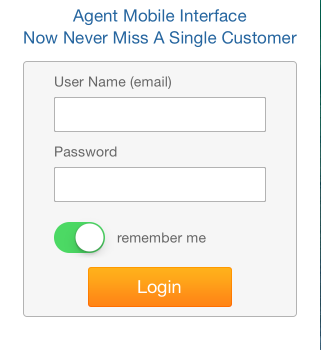 Agent Mobile Interface
Now Never Miss A Single Customer
User Name (email)
Password
remember me
Login